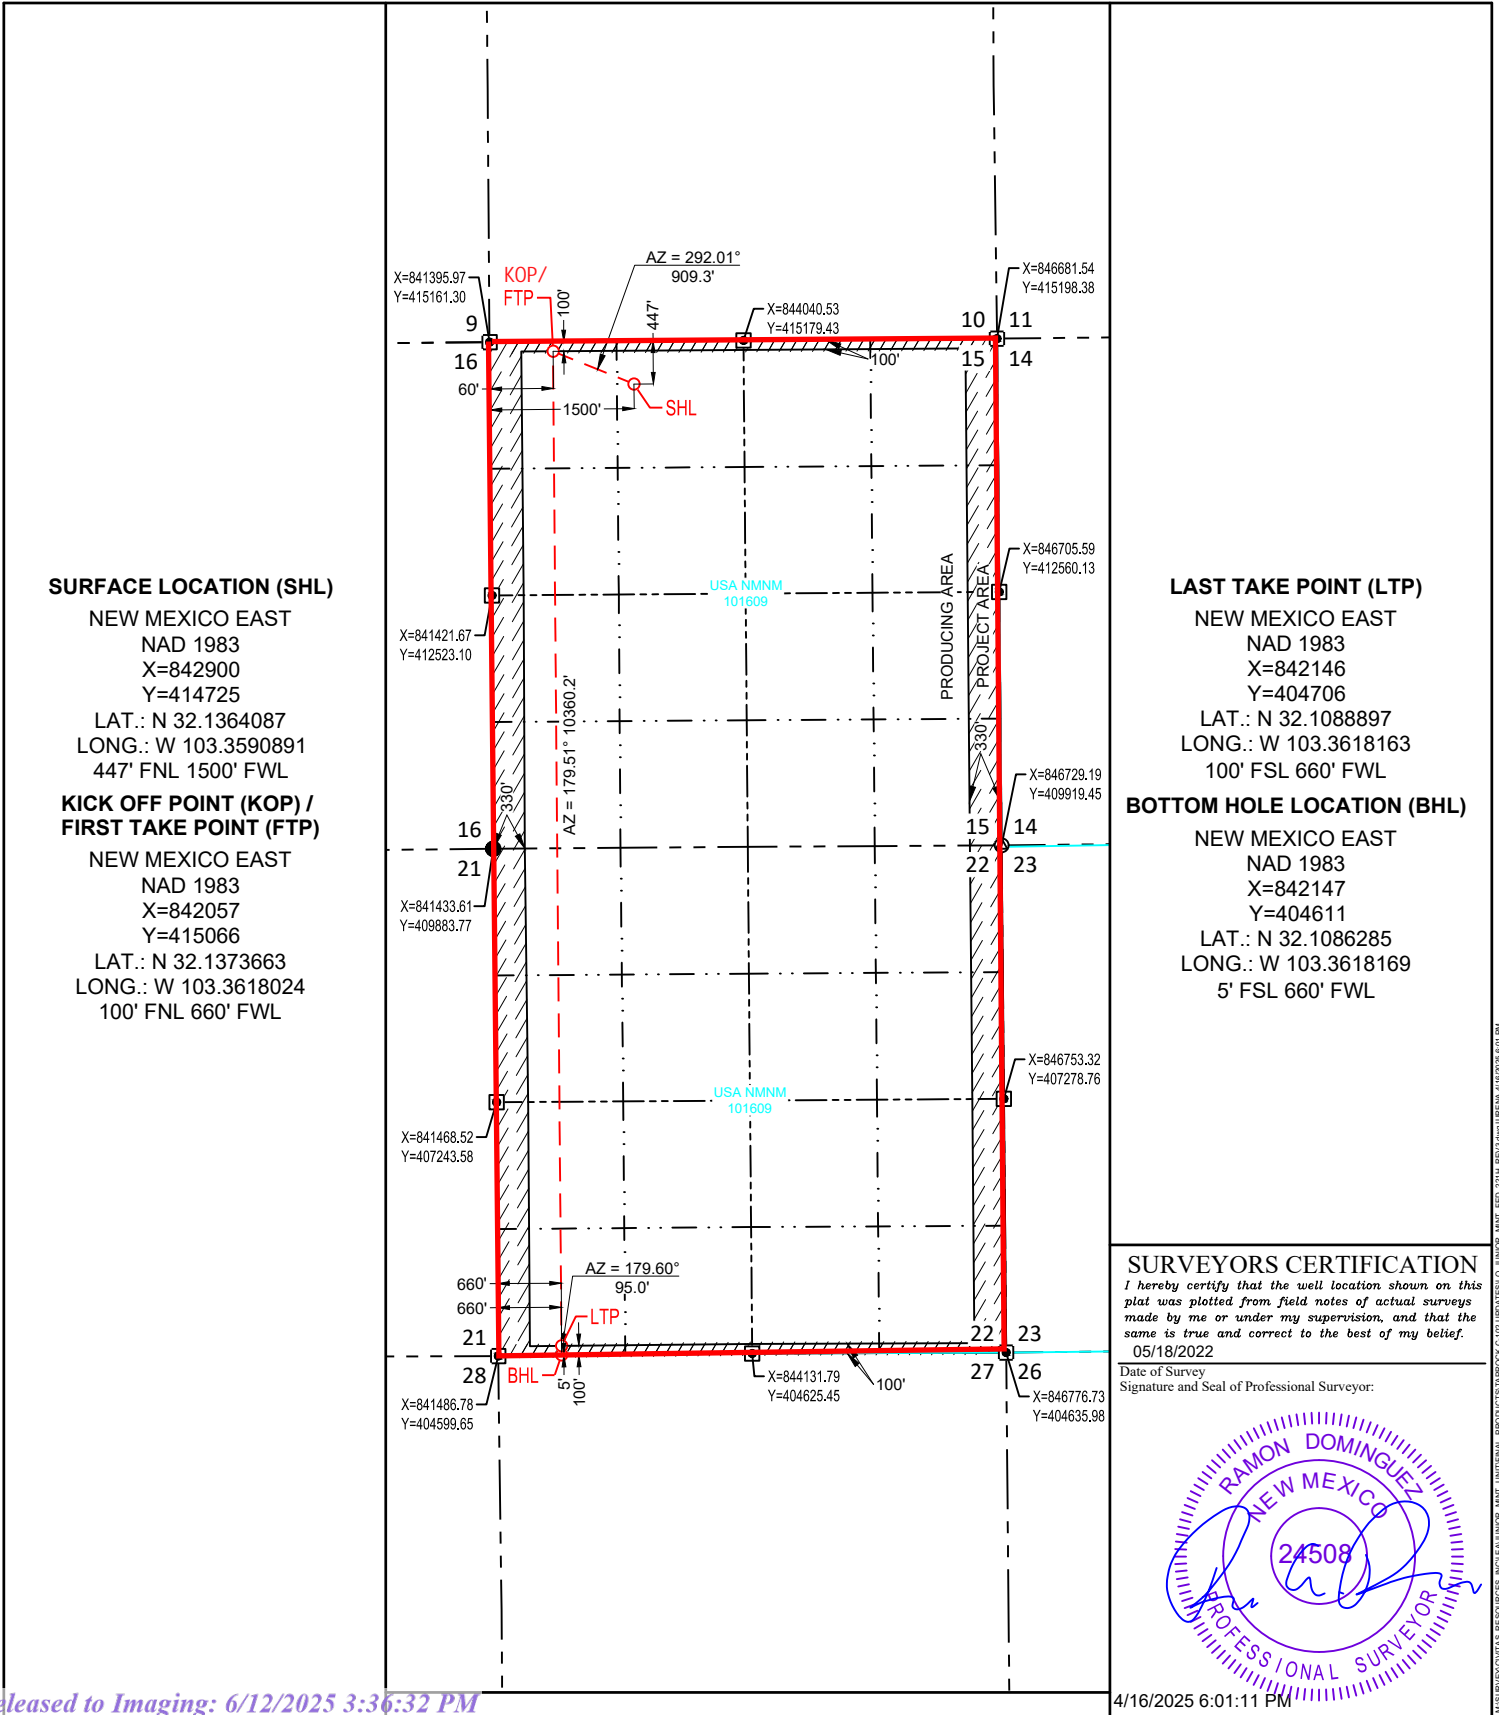 SURFACE LOCATION (SHL)
NEW MEXICO EAST
NAD 1983
X=842900
Y=414725
LAT.: N 32.1364087
LONG.: W 103.3590891
447' FNL 1500' FWL
KICK OFF POINT (KOP) /
FIRST TAKE POINT (FTP)
NEW MEXICO EAST
NAD 1983
X=842057
Y=415066
LAT.: N 32.1373663
LONG.: W 103.3618024
100' FNL 660' FWL
AZ = 292.01°
909.3'
X=841395.97
Y=415161.30
KOP/
FTP
100'
447'
X=844040.53
Y=415179.43
X=846681.54
Y=415198.38
9
16
10
11
15
14
60'
1500'
SHL
100'
X=841421.67
Y=412523.10
USA NMNM
101609
PRODUCING AREA
PROJECT AREA
X=846705.59
Y=412560.13
AZ = 179.51° 10360.2'
330'
330'
X=846729.19
Y=409919.45
16
21
15
14
22
23
X=841433.61
Y=409883.77
X=841468.52
Y=407243.58
USA NMNM
101609
X=846753.32
Y=407278.76
660'
660'
AZ = 179.60°
95.0'
LTP
BHL
5'
100'
21
28
22
23
27
26
X=841486.78
Y=404599.65
X=844131.79
Y=404625.45
100'
X=846776.73
Y=404635.98
LAST TAKE POINT (LTP)
NEW MEXICO EAST
NAD 1983
X=842146
Y=404706
LAT.: N 32.1088897
LONG.: W 103.3618163
100' FSL 660' FWL
BOTTOM HOLE LOCATION (BHL)
NEW MEXICO EAST
NAD 1983
X=842147
Y=404611
LAT.: N 32.1086285
LONG.: W 103.3618169
5' FSL 660' FWL
SURVEYORS CERTIFICATION
I hereby certify that the well location shown on this
plat was plotted from field notes of actual surveys
made by me or under my supervision, and that the
same is true and correct to the best of my belief.
05/18/2022
Date of Survey
Signature and Seal of Professional Surveyor:
RAMON DOMINGUEZ
NEW MEXICO
24508
PROFESSIONAL SURVEYOR
4/16/2025 6:01:11 PM
eleased to Imaging: 6/12/2025 3:36:32 PM